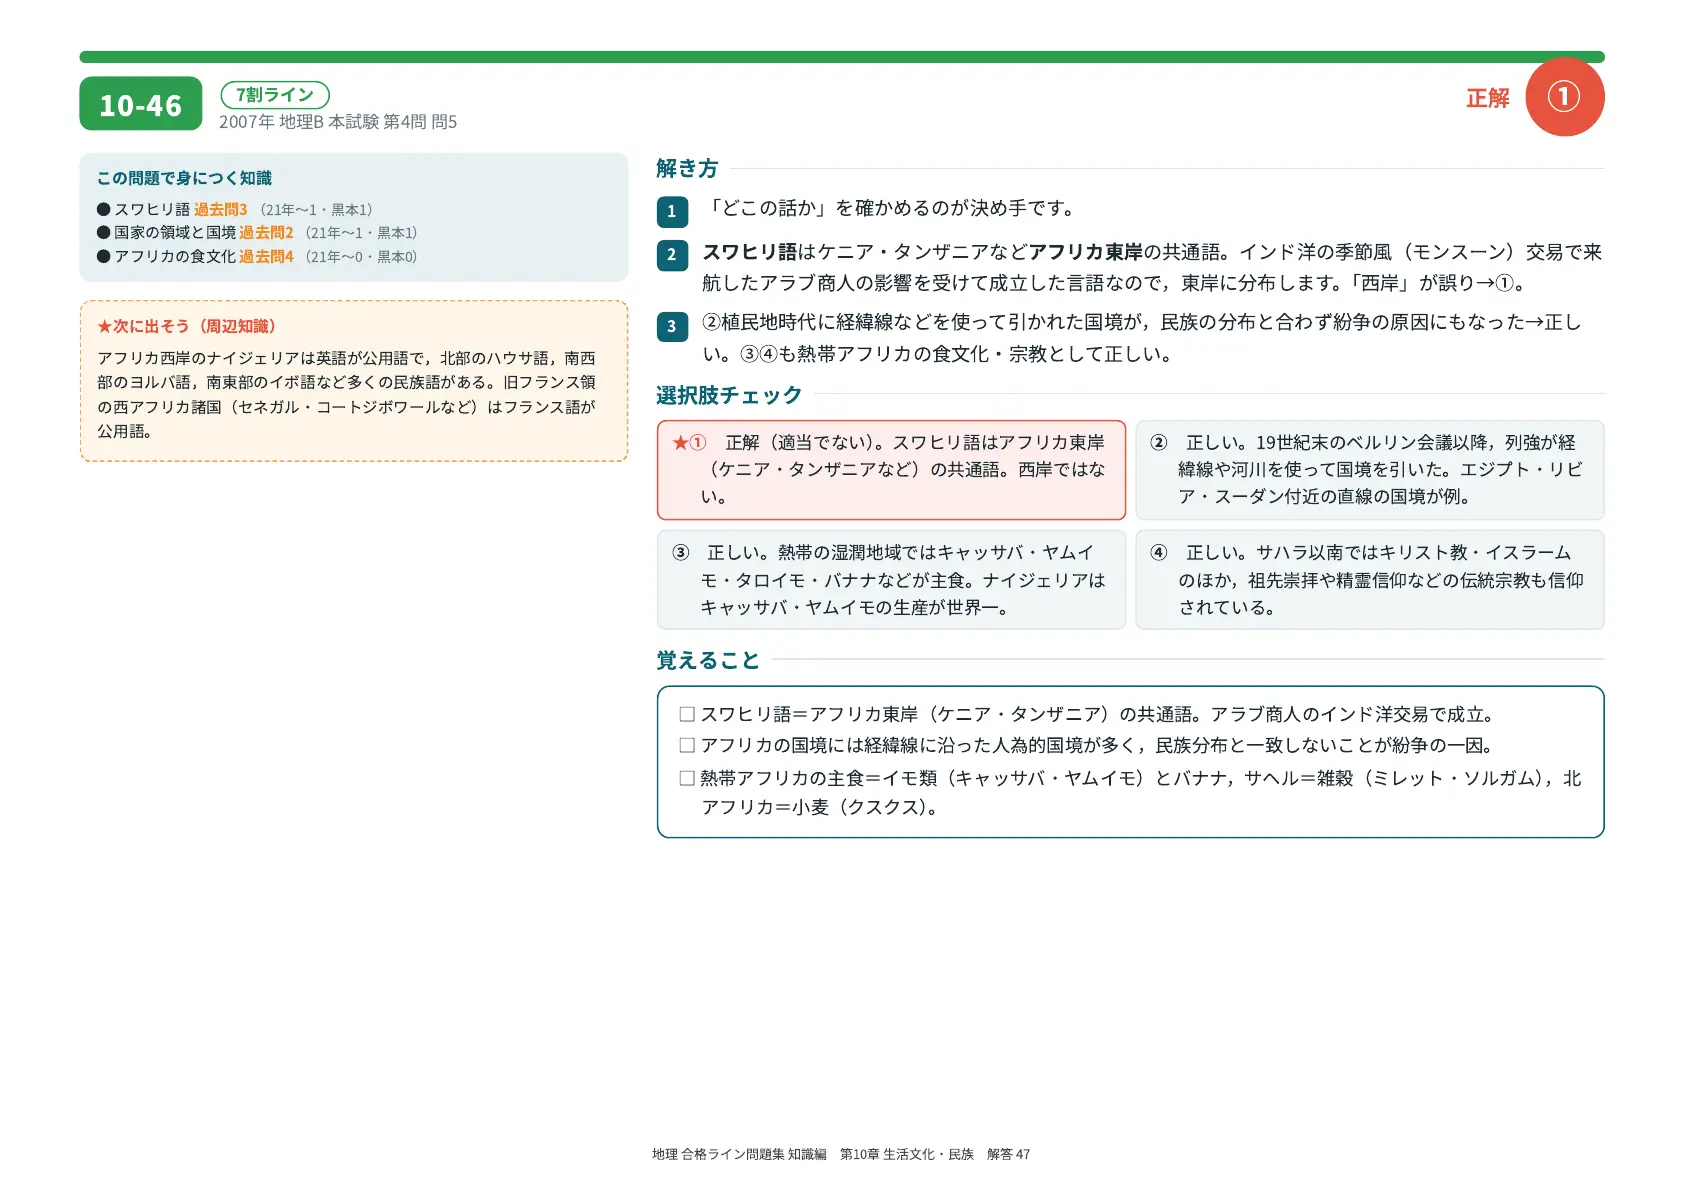 10-46
7割ライン
2007年 地理B 本試験 第4問 問5
正解 ①
この問題で身につく知識
● スワヒリ語 過去問3 （21年〜1・黒本1）
● 国家の領域と国境 過去問2 （21年〜1・黒本1）
● アフリカの食文化 過去問4 （21年〜0・黒本0）
★次に出そう（周辺知識）
アフリカ西岸のナイジェリアは英語が公用語で，北部のハウサ語，南西
部のヨルバ語，南東部のイボ語など多くの民族語がある。旧フランス領
の西アフリカ諸国（セネガル・コートジボワールなど）はフランス語が
公用語。
解き方
1 「どこの話か」を確かめるのが決め手です。
2 スワヒリ語はケニア・タンザニアなどアフリカ東岸の共通語。インド洋の季節風（モンスーン）交易で来
航したアラブ商人の影響を受けて成立した言語なので，東岸に分布します。「西岸」が誤り→①。
3 ②植民地時代に経緯線などを使って引かれた国境が，民族の分布と合わず紛争の原因にもなった→正し
い。③④も熱帯アフリカの食文化・宗教として正しい。
選択肢チェック
★① 正解（適当でない）。スワヒリ語はアフリカ東岸
（ケニア・タンザニアなど）の共通語。西岸ではな
い。
② 正しい。19世紀末のベルリン会議以降，列強が経
緯線や河川を使って国境を引いた。エジプト・リビ
ア・スーダン付近の直線の国境が例。
③ 正しい。熱帯の湿潤地域ではキャッサバ・ヤムイ
モ・タロイモ・バナナなどが主食。ナイジェリアは
キャッサバ・ヤムイモの生産が世界一。
④ 正しい。サハラ以南ではキリスト教・イスラーム
のほか，祖先崇拝や精霊信仰などの伝統宗教も信仰
されている。
覚えること
□ スワヒリ語＝アフリカ東岸（ケニア・タンザニア）の共通語。アラブ商人のインド洋交易で成立。
□ アフリカの国境には経緯線に沿った人為的国境が多く，民族分布と一致しないことが紛争の一因。
□ 熱帯アフリカの主食＝イモ類（キャッサバ・ヤムイモ）とバナナ，サヘル＝雑穀（ミレット・ソルガム），北
アフリカ＝小麦（クスクス）。
地理 合格ライン問題集 知識編 第10章 生活文化・民族 解答 47